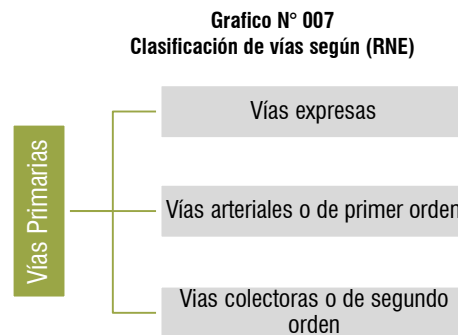 Grafico N° 007
Clasificación de vías según (RNE)
Vías Primarias
Vías expresas
Vías arteriales o de primer orden
Vias colectoras o de segundo
orden